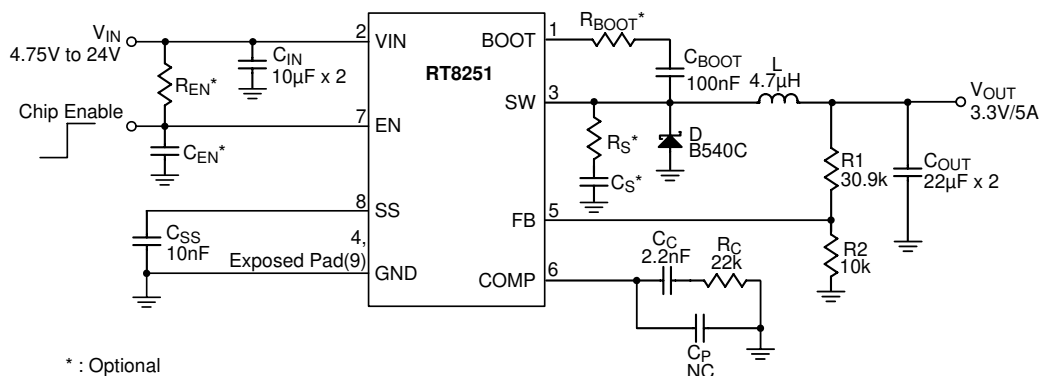 VIN
4.75V to 24V
2
VIN
CIN
10µF x 2
REN*
Chip Enable
7
EN
CEN*
8
SS
CSS
10nF
4,
Exposed Pad(9)
GND
RT8251
BOOT
1
RBOOT*
CBOOT
100nF
SW
3
L
4.7µH
VOUT
3.3V/5A
RS*
CS*
D
B540C
R1
30.9k
COUT
22µF x 2
FB
5
R2
10k
COMP
6
CC
2.2nF
RC
22k
CP
NC
* : Optional